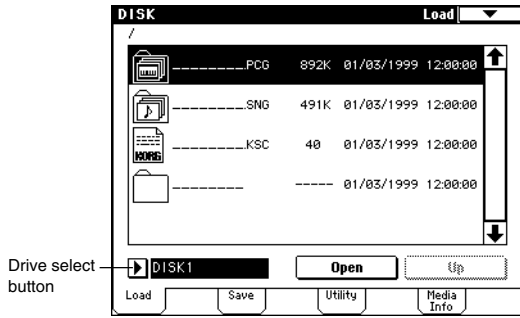 DISK Load
/
________.PCG 892K 01/03/1999 12:00:00
________.SNG 491K 01/03/1999 12:00:00
KORG ________.KSC 40 01/03/1999 12:00:00
________ ----- 01/03/1999 12:00:00
Drive select button
DISK1 Open Up
Load Save Utility Media Info